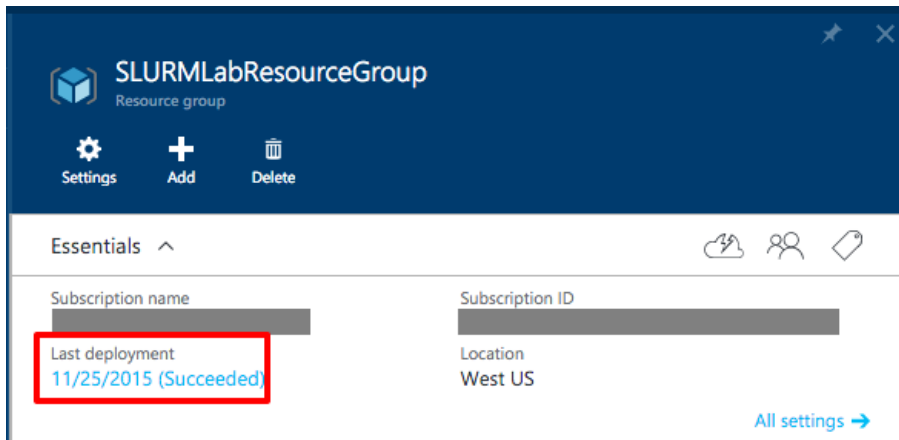 SLURMLabResourceGroup
Resource group
Settings Add Delete
Essentials
Subscription name Subscription ID
Last deployment Location
11/25/2015 (Succeeded) West US
All settings